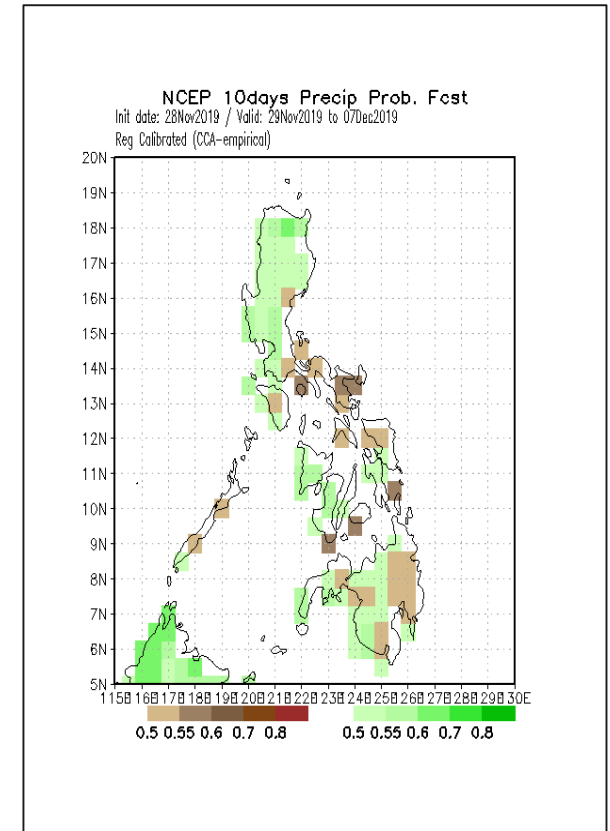 NCEP 10days Precip Prob. Fcst
Init date: 28Nov2019 / Valid: 29Nov2019 to 07Dec2019
Reg Calibrated (CCA-empirical)
20N
19N
18N
17N
16N
15N
14N
13N
12N
11N
10N
9N
8N
7N
6N
5N
115E 116E 117E 118E 119E 120E 121E 122E 123E 124E 125E 126E 127E 128E 129E 130E
0.5 0.55 0.6 0.7 0.8 0.5 0.55 0.6 0.7 0.8